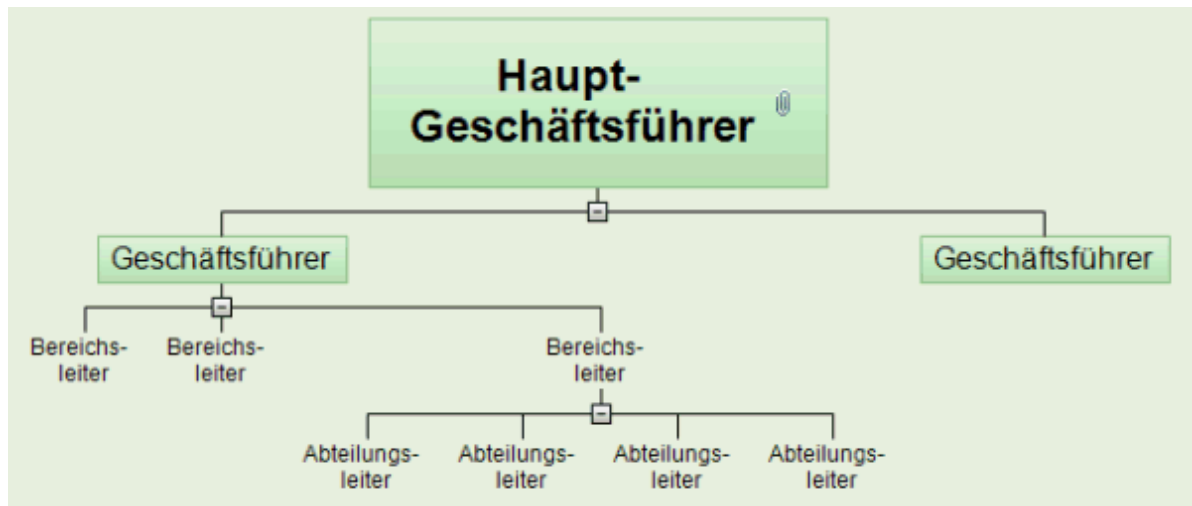 Haupt-
Geschäftsführer
Geschäftsführer
Geschäftsführer
Bereichs-
leiter
Bereichs-
leiter
Bereichs-
leiter
Abteilungs-
leiter
Abteilungs-
leiter
Abteilungs-
leiter
Abteilungs-
leiter